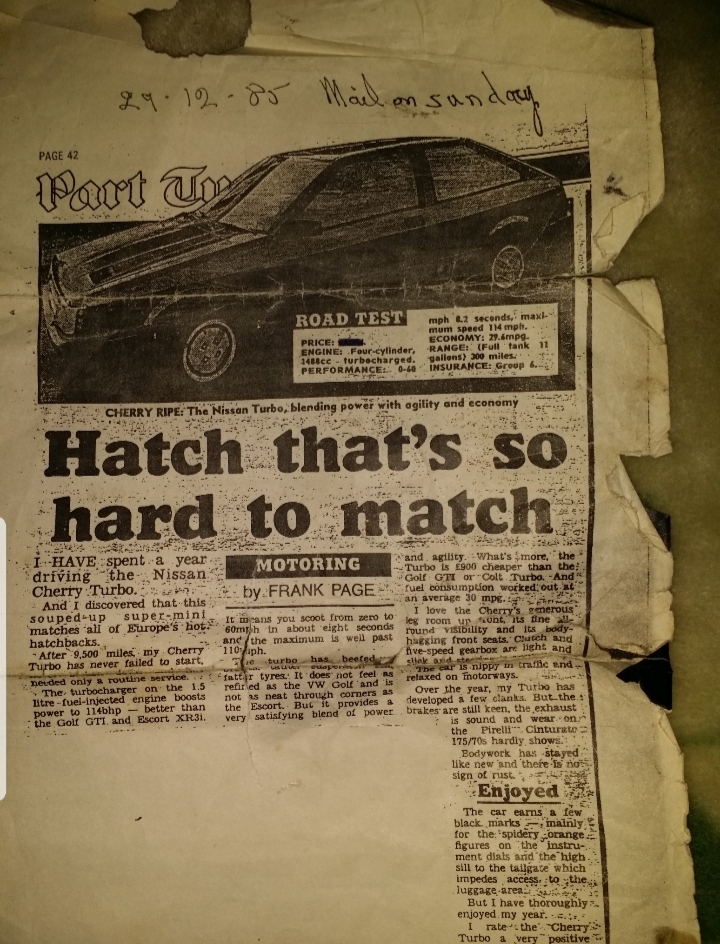 29·12-85 Mail on Sunday
PAGE 42
Part
ROAD TEST
PRICE:
ENGINE: Four-cylinder,
1488cc - turbocharged.
PERFORMANCE: 0-60
mph 8.2 seconds, maxi-
mum speed 114 mph.
ECONOMY: 29.6mpg.
RANGE: (Full tank 11
gallons) 300 miles.
INSURANCE: Group 6.
CHERRY RIPE: The Nissan Turbo, blending power with agility and economy
Hatch that's so
hard to match
I HAVE spent a year
driving the Nissan
Cherry Turbo.
And I discovered that this
souped-up super-mini
matches all of Europe's hot
hatchbacks.
After 9,500 miles, my Cherry
Turbo has never failed to start,
needed only a routine service.
The turbocharger on the 1.5
litre fuel-injected engine boosts
power to 114bhp — better than
the Golf GTI and Escort XR3i.
MOTORING
by FRANK PAGE
It means you scoot from zero to
60mph in about eight seconds
and the maximum is well past
110mph.
The turbo has beefed
fatter tyres. It does not feel as
refined as the VW Golf and is
not as neat through corners as
the Escort. But it provides a
very satisfying blend of power
and agility. What's more, the
Turbo is £900 cheaper than the
Golf GTI or Colt Turbo. And
fuel consumption worked out at
an average 30 mpg.
I love the Cherry's generous
leg room up front, its fine all-
round visibility and its body-
hugging front seats. Clutch and
five-speed gearbox are light and
slick and
The car is nippy in traffic and
relaxed on motorways.
Over the year, my Turbo has
developed a few clanks. But the
brakes are still keen, the exhaust
is sound and wear on
the Pirelli Cinturato
175/70s hardly shows.
Bodywork has stayed
like new and there is no
sign of rust.
Enjoyed
The car earns a few
black marks — mainly
for the spidery orange
figures on the instru-
ment dials and the high
sill to the tailgate which
impedes access to the
luggage area.
But I have thoroughly
enjoyed my year.
I rate the Cherry
Turbo a very positive